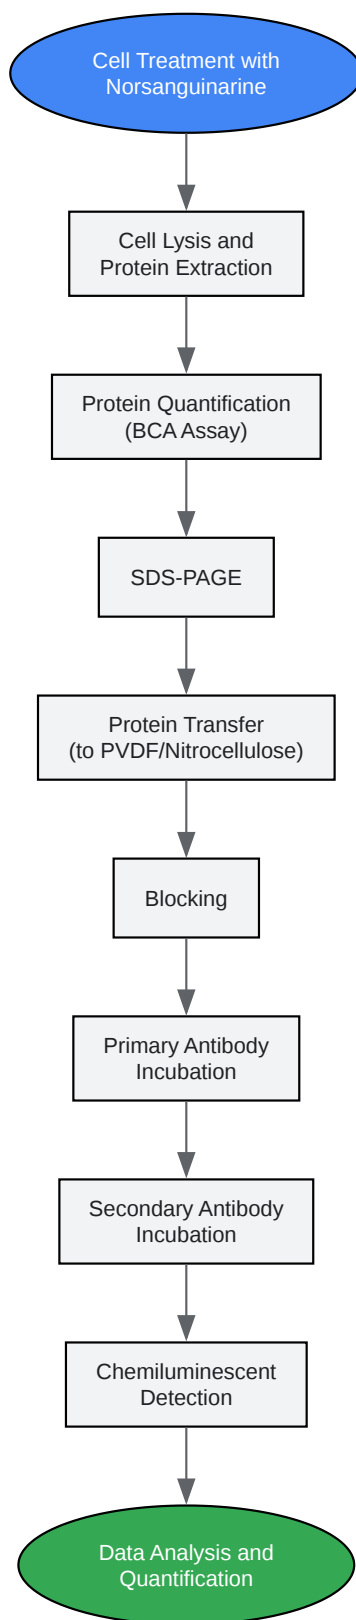 Cell Treatment with
Norsanguinarine
Cell Lysis and
Protein Extraction
Protein Quantification
(BCA Assay)
SDS-PAGE
Protein Transfer
(to PVDF/Nitrocellulose)
Blocking
Primary Antibody
Incubation
Secondary Antibody
Incubation
Chemiluminescent
Detection
Data Analysis and
Quantification